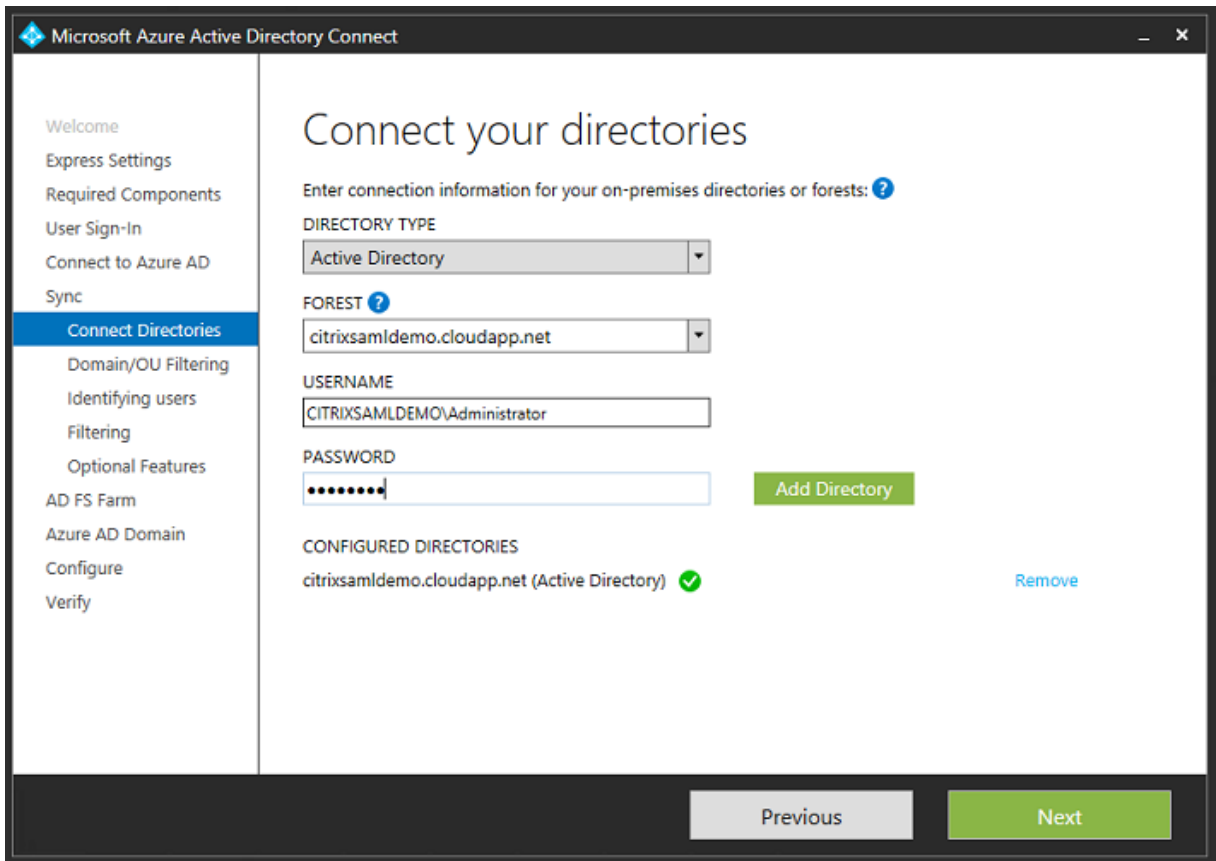 Microsoft Azure Active Directory Connect
Welcome
Express Settings
Required Components
User Sign-In
Connect to Azure AD
Sync
Connect Directories
Domain/OU Filtering
Identifying users
Filtering
Optional Features
AD FS Farm
Azure AD Domain
Configure
Verify
Connect your directories
Enter connection information for your on-premises directories or forests: ?
DIRECTORY TYPE
Active Directory
FOREST ?
citrixsamldemo.cloudapp.net
USERNAME
CITRIXSAMLDEMO\Administrator
PASSWORD
••••••••
Add Directory
CONFIGURED DIRECTORIES
citrixsamldemo.cloudapp.net (Active Directory)
Remove
Previous
Next